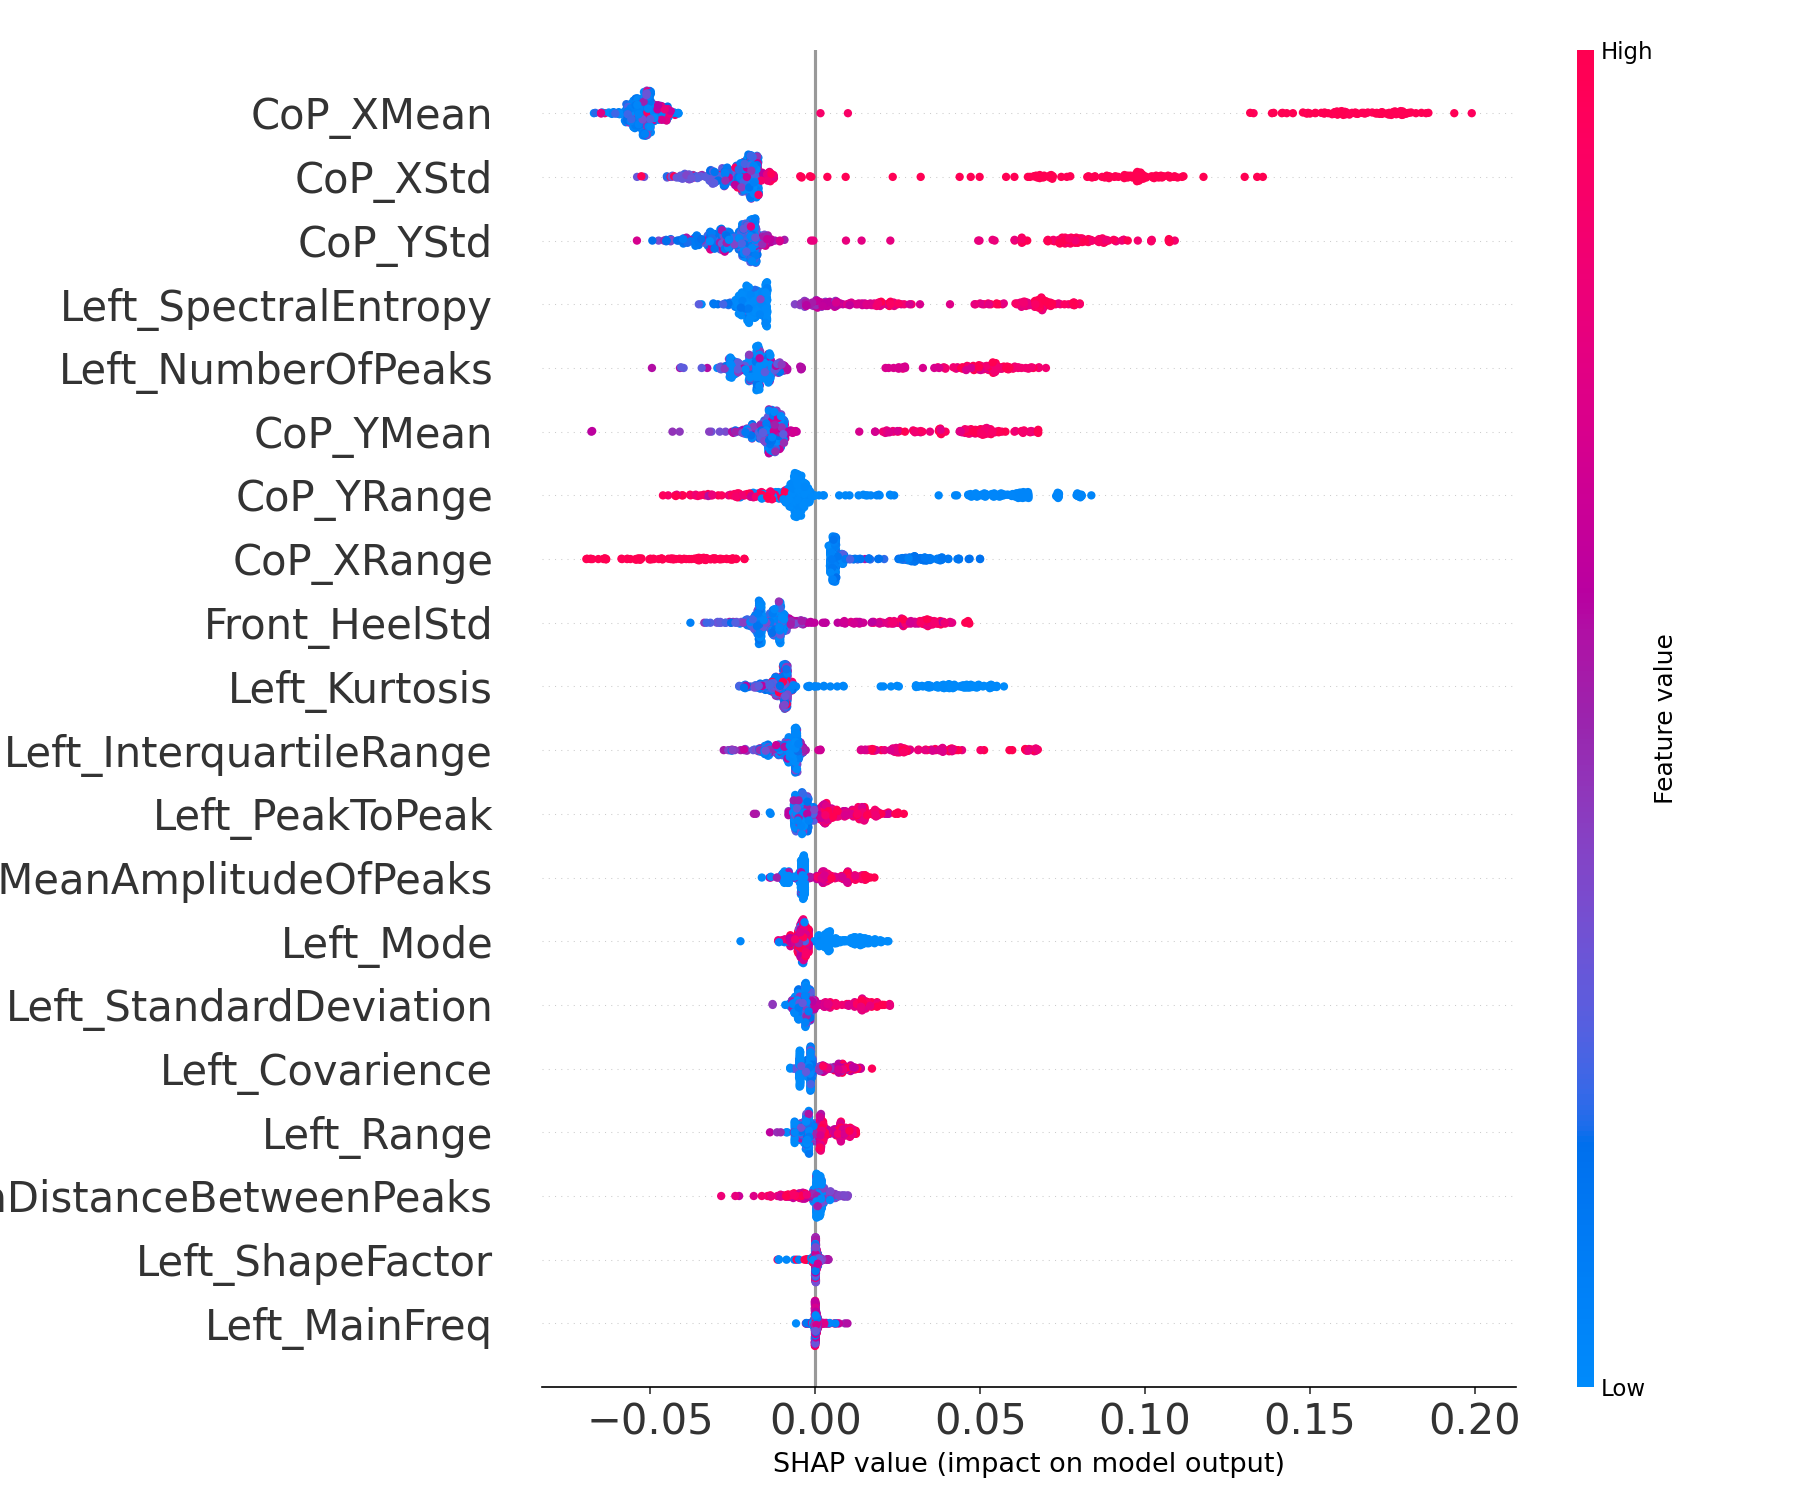 High
CoP_XMean
CoP_XStd
CoP_YStd
Left_SpectralEntropy
Left_NumberOfPeaks
CoP_YMean
CoP_YRange
CoP_XRange
Front_HeelStd
Left_Kurtosis
Left_InterquartileRange
Left_PeakToPeak
MeanAmplitudeOfPeaks
Left_Mode
Left_StandardDeviation
Left_Covarience
Left_Range
DistanceBetweenPeaks
Left_ShapeFactor
Left_MainFreq
Feature value
Low
−0.05 0.00 0.05 0.10 0.15 0.20
SHAP value (impact on model output)